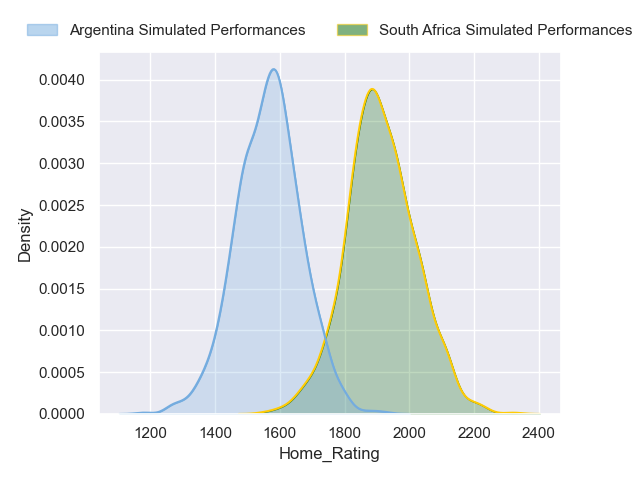 Argentina Simulated Performances South Africa Simulated Performances
0.0040
0.0035
0.0030
0.0025
0.0020
0.0015
0.0010
0.0005
0.0000
Density
1200 1400 1600 1800 2000 2200 2400
Home_Rating